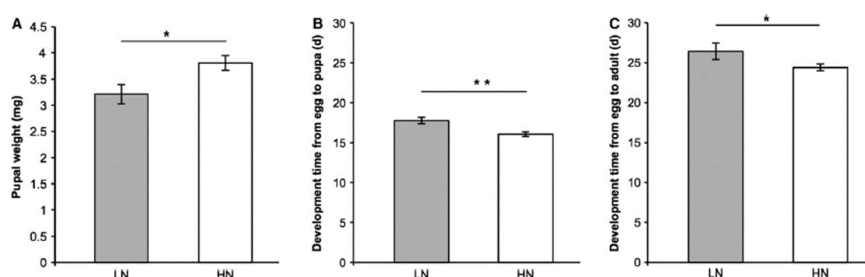 A
Pupal weight (mg)
4.5
4
3.5
3
2.5
2
1.5
1
0.5
0
*
LN
HN
B
Development time from egg to pupa (d)
30
25
20
15
10
5
0
* *
LN
HN
C
Development time from egg to adult (d)
30
25
20
15
10
5
0
*
LN
HN